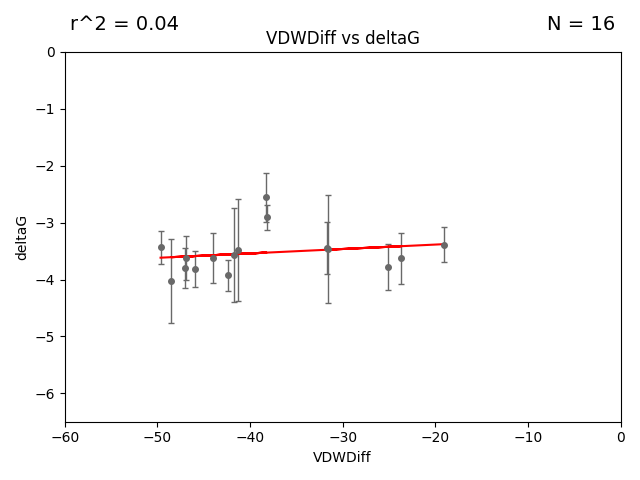 r^2 = 0.04
N = 16
VDWDiff vs deltaG
0
−1
−2
−3
−4
−5
−6
deltaG
−60 −50 −40 −30 −20 −10 0
VDWDiff